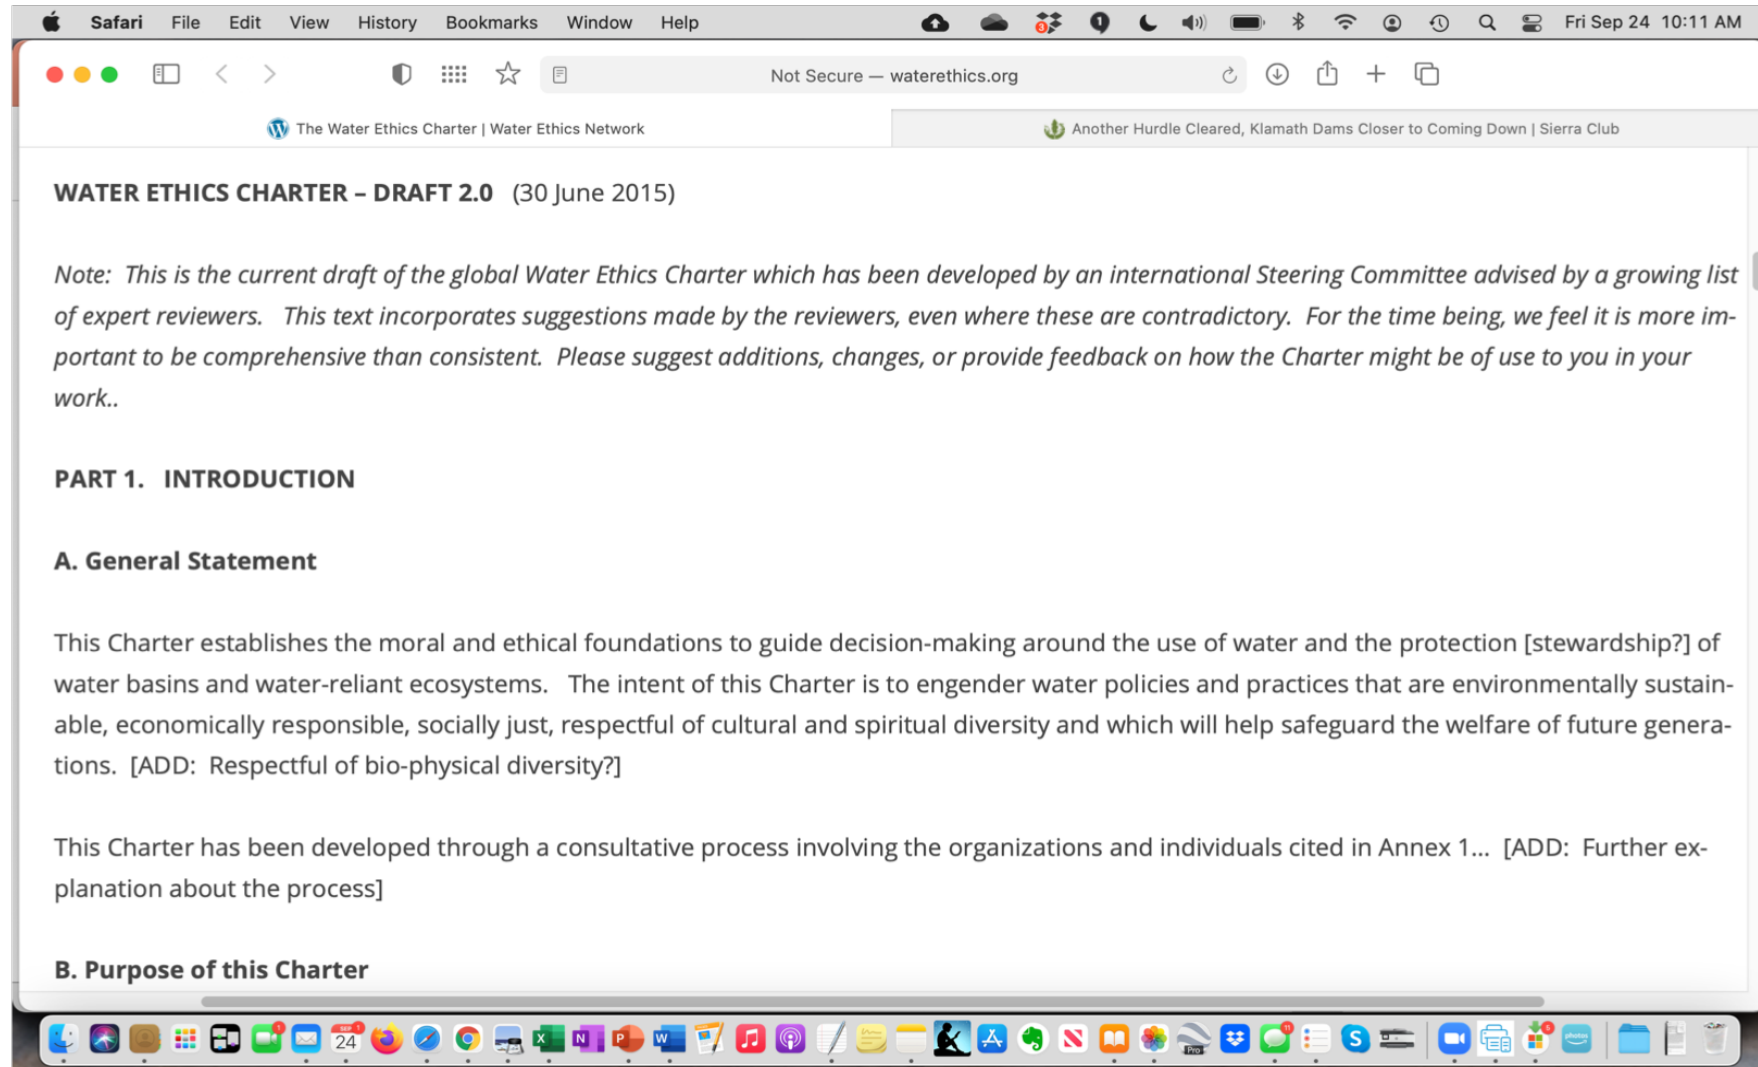 Safari File Edit View History Bookmarks Window Help 3 1 Fri Sep 24 10:11 AM
Not Secure — waterethics.org
The Water Ethics Charter | Water Ethics Network Another Hurdle Cleared, Klamath Dams Closer to Coming Down | Sierra Club
WATER ETHICS CHARTER – DRAFT 2.0 (30 June 2015)
Note: This is the current draft of the global Water Ethics Charter which has been developed by an international Steering Committee advised by a growing list
of expert reviewers. This text incorporates suggestions made by the reviewers, even where these are contradictory. For the time being, we feel it is more im-
portant to be comprehensive than consistent. Please suggest additions, changes, or provide feedback on how the Charter might be of use to you in your
work..
PART 1. INTRODUCTION
A. General Statement
This Charter establishes the moral and ethical foundations to guide decision-making around the use of water and the protection [stewardship?] of
water basins and water-reliant ecosystems. The intent of this Charter is to engender water policies and practices that are environmentally sustain-
able, economically responsible, socially just, respectful of cultural and spiritual diversity and which will help safeguard the welfare of future genera-
tions. [ADD: Respectful of bio-physical diversity?]
This Charter has been developed through a consultative process involving the organizations and individuals cited in Annex 1... [ADD: Further ex-
planation about the process]
B. Purpose of this Charter
1 SEP 1 24 X N P W N Pro 11 S 6 photos